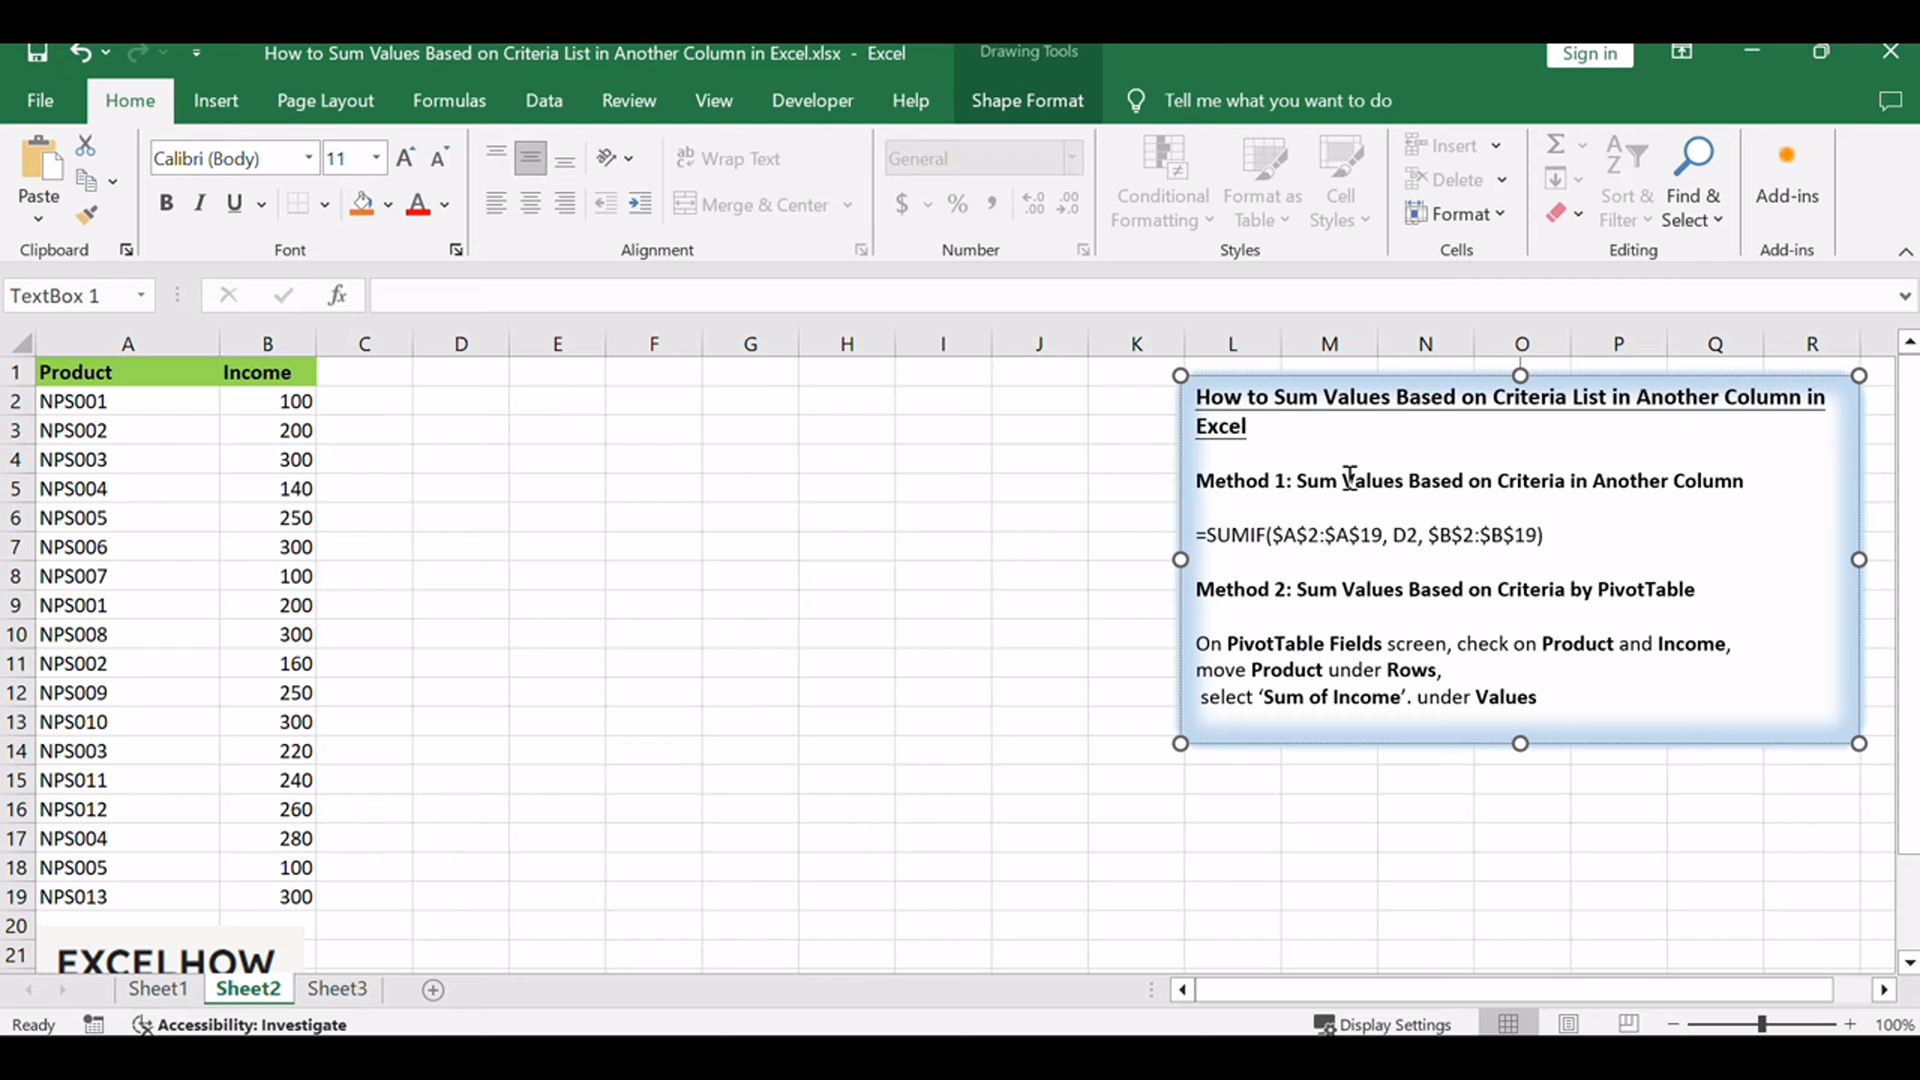 How to Sum Values Based on Criteria List in Another Column in Excel.xlsx - Excel
Drawing Tools
Sign in
File Home Insert Page Layout Formulas Data Review View Developer Help Shape Format Tell me what you want to do
Paste
Clipboard
Calibri (Body) 11
B I U
Font
Wrap Text
Merge & Center
Alignment
General
$ % ,
Number
Conditional Formatting
Format as Table
Cell Styles
Styles
Insert
Delete
Format
Cells
Sort & Filter
Find & Select
Editing
Add-ins
Add-ins
TextBox 1
fx
A B C D E F G H I J K L M N O P Q R
1 Product Income
2 NPS001 100
3 NPS002 200
4 NPS003 300
5 NPS004 140
6 NPS005 250
7 NPS006 300
8 NPS007 100
9 NPS001 200
10 NPS008 300
11 NPS002 160
12 NPS009 250
13 NPS010 300
14 NPS003 220
15 NPS011 240
16 NPS012 260
17 NPS004 280
18 NPS005 100
19 NPS013 300
20
21
EXCELHOW
How to Sum Values Based on Criteria List in Another Column in
Excel
Method 1: Sum Values Based on Criteria in Another Column
=SUMIF($A$2:$A$19, D2, $B$2:$B$19)
Method 2: Sum Values Based on Criteria by PivotTable
On PivotTable Fields screen, check on Product and Income,
move Product under Rows,
select ‘Sum of Income’. under Values
Sheet1 Sheet2 Sheet3
Ready Accessibility: Investigate Display Settings 100%